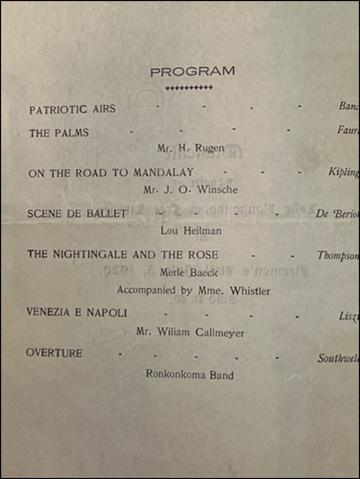 PROGRAM
PATRIOTIC AIRS - - - - Band
THE PALMS - - - - - Faur
Mr. H. Rugen
ON THE ROAD TO MANDALAY - - - Kipling
Mr. J. O. Winsche
SCENE DE BALLET - - - - De Beriot
Lou Heilman
THE NIGHTINGALE AND THE ROSE - - Thompson
Merle Baeck
Accompanied by Mme. Whistler
VENEZIA E NAPOLI - - - - Liszt
Mr. Wiliam Callmeyer
OVERTURE - - - - - Southwell
Ronkonkoma Band